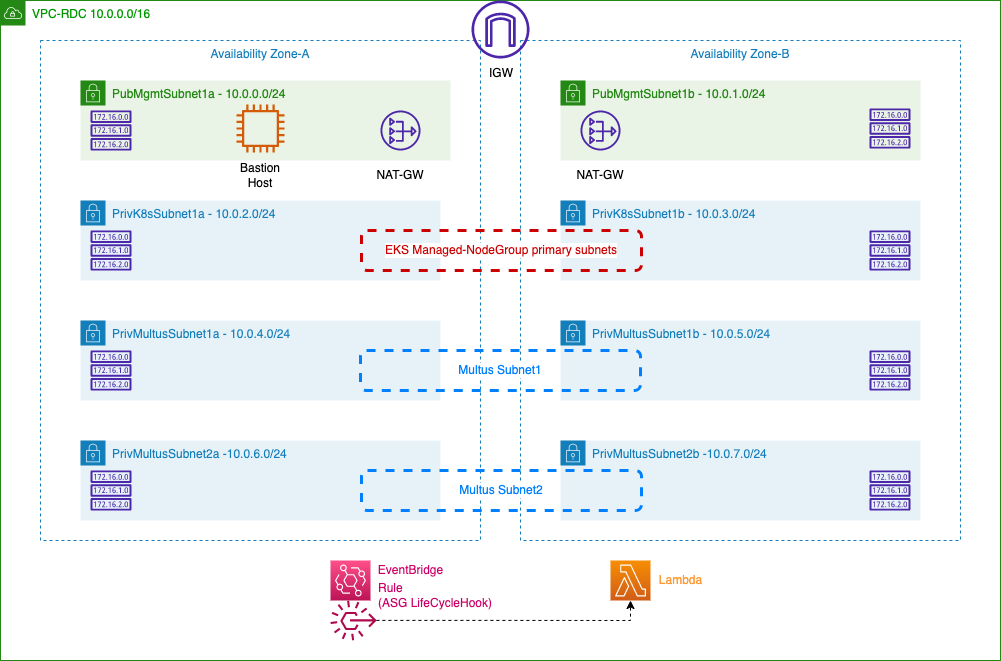 VPC-RDC 10.0.0.0/16
IGW
Availability Zone-A
Availability Zone-B
PubMgmtSubnet1a - 10.0.0.0/24
172.16.0.0
172.16.1.0
172.16.2.0
Bastion
Host
NAT-GW
PubMgmtSubnet1b - 10.0.1.0/24
NAT-GW
172.16.0.0
172.16.1.0
172.16.2.0
PrivK8sSubnet1a - 10.0.2.0/24
172.16.0.0
172.16.1.0
172.16.2.0
EKS Managed-NodeGroup primary subnets
PrivK8sSubnet1b - 10.0.3.0/24
172.16.0.0
172.16.1.0
172.16.2.0
PrivMultusSubnet1a - 10.0.4.0/24
172.16.0.0
172.16.1.0
172.16.2.0
Multus Subnet1
PrivMultusSubnet1b - 10.0.5.0/24
172.16.0.0
172.16.1.0
172.16.2.0
PrivMultusSubnet2a -10.0.6.0/24
172.16.0.0
172.16.1.0
172.16.2.0
Multus Subnet2
PrivMultusSubnet2b -10.0.7.0/24
172.16.0.0
172.16.1.0
172.16.2.0
EventBridge
Rule
(ASG LifeCycleHook)
Lambda